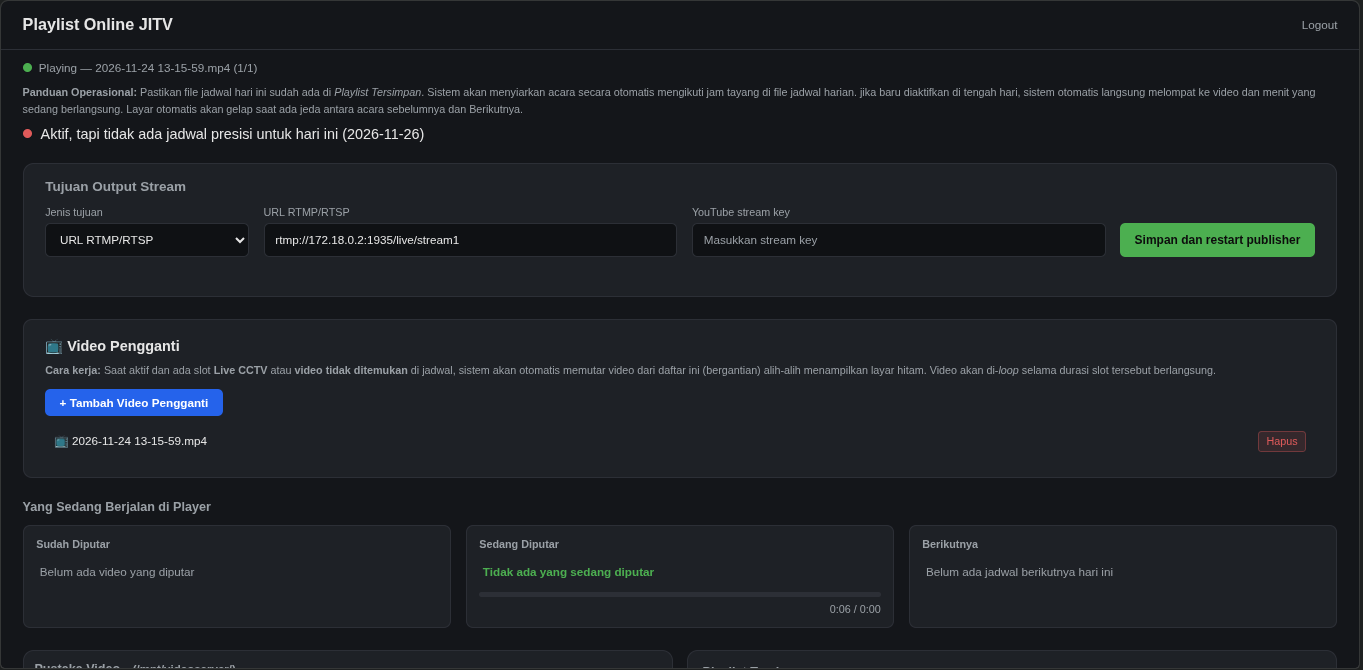 Playlist Online JITV
Logout
Playing — 2026-11-24 13-15-59.mp4 (1/1)
Panduan Operasional: Pastikan file jadwal hari ini sudah ada di Playlist Tersimpan. Sistem akan menyiarkan acara secara otomatis mengikuti jam tayang di file jadwal harian. jika baru diaktifkan di tengah hari, sistem otomatis langsung melompat ke video dan menit yang
sedang berlangsung. Layar otomatis akan gelap saat ada jeda antara acara sebelumnya dan Berikutnya.
Aktif, tapi tidak ada jadwal presisi untuk hari ini (2026-11-26)
Tujuan Output Stream
Jenis tujuan
URL RTMP/RTSP
YouTube stream key
URL RTMP/RTSP
rtmp://172.18.0.2:1935/live/stream1
Masukkan stream key
Simpan dan restart publisher
Video Pengganti
Cara kerja: Saat aktif dan ada slot Live CCTV atau video tidak ditemukan di jadwal, sistem akan otomatis memutar video dari daftar ini (bergantian) alih-alih menampilkan layar hitam. Video akan di-loop selama durasi slot tersebut berlangsung.
+ Tambah Video Pengganti
2026-11-24 13-15-59.mp4
Hapus
Yang Sedang Berjalan di Player
Sudah Diputar
Belum ada video yang diputar
Sedang Diputar
Tidak ada yang sedang diputar
0:06 / 0:00
Berikutnya
Belum ada jadwal berikutnya hari ini